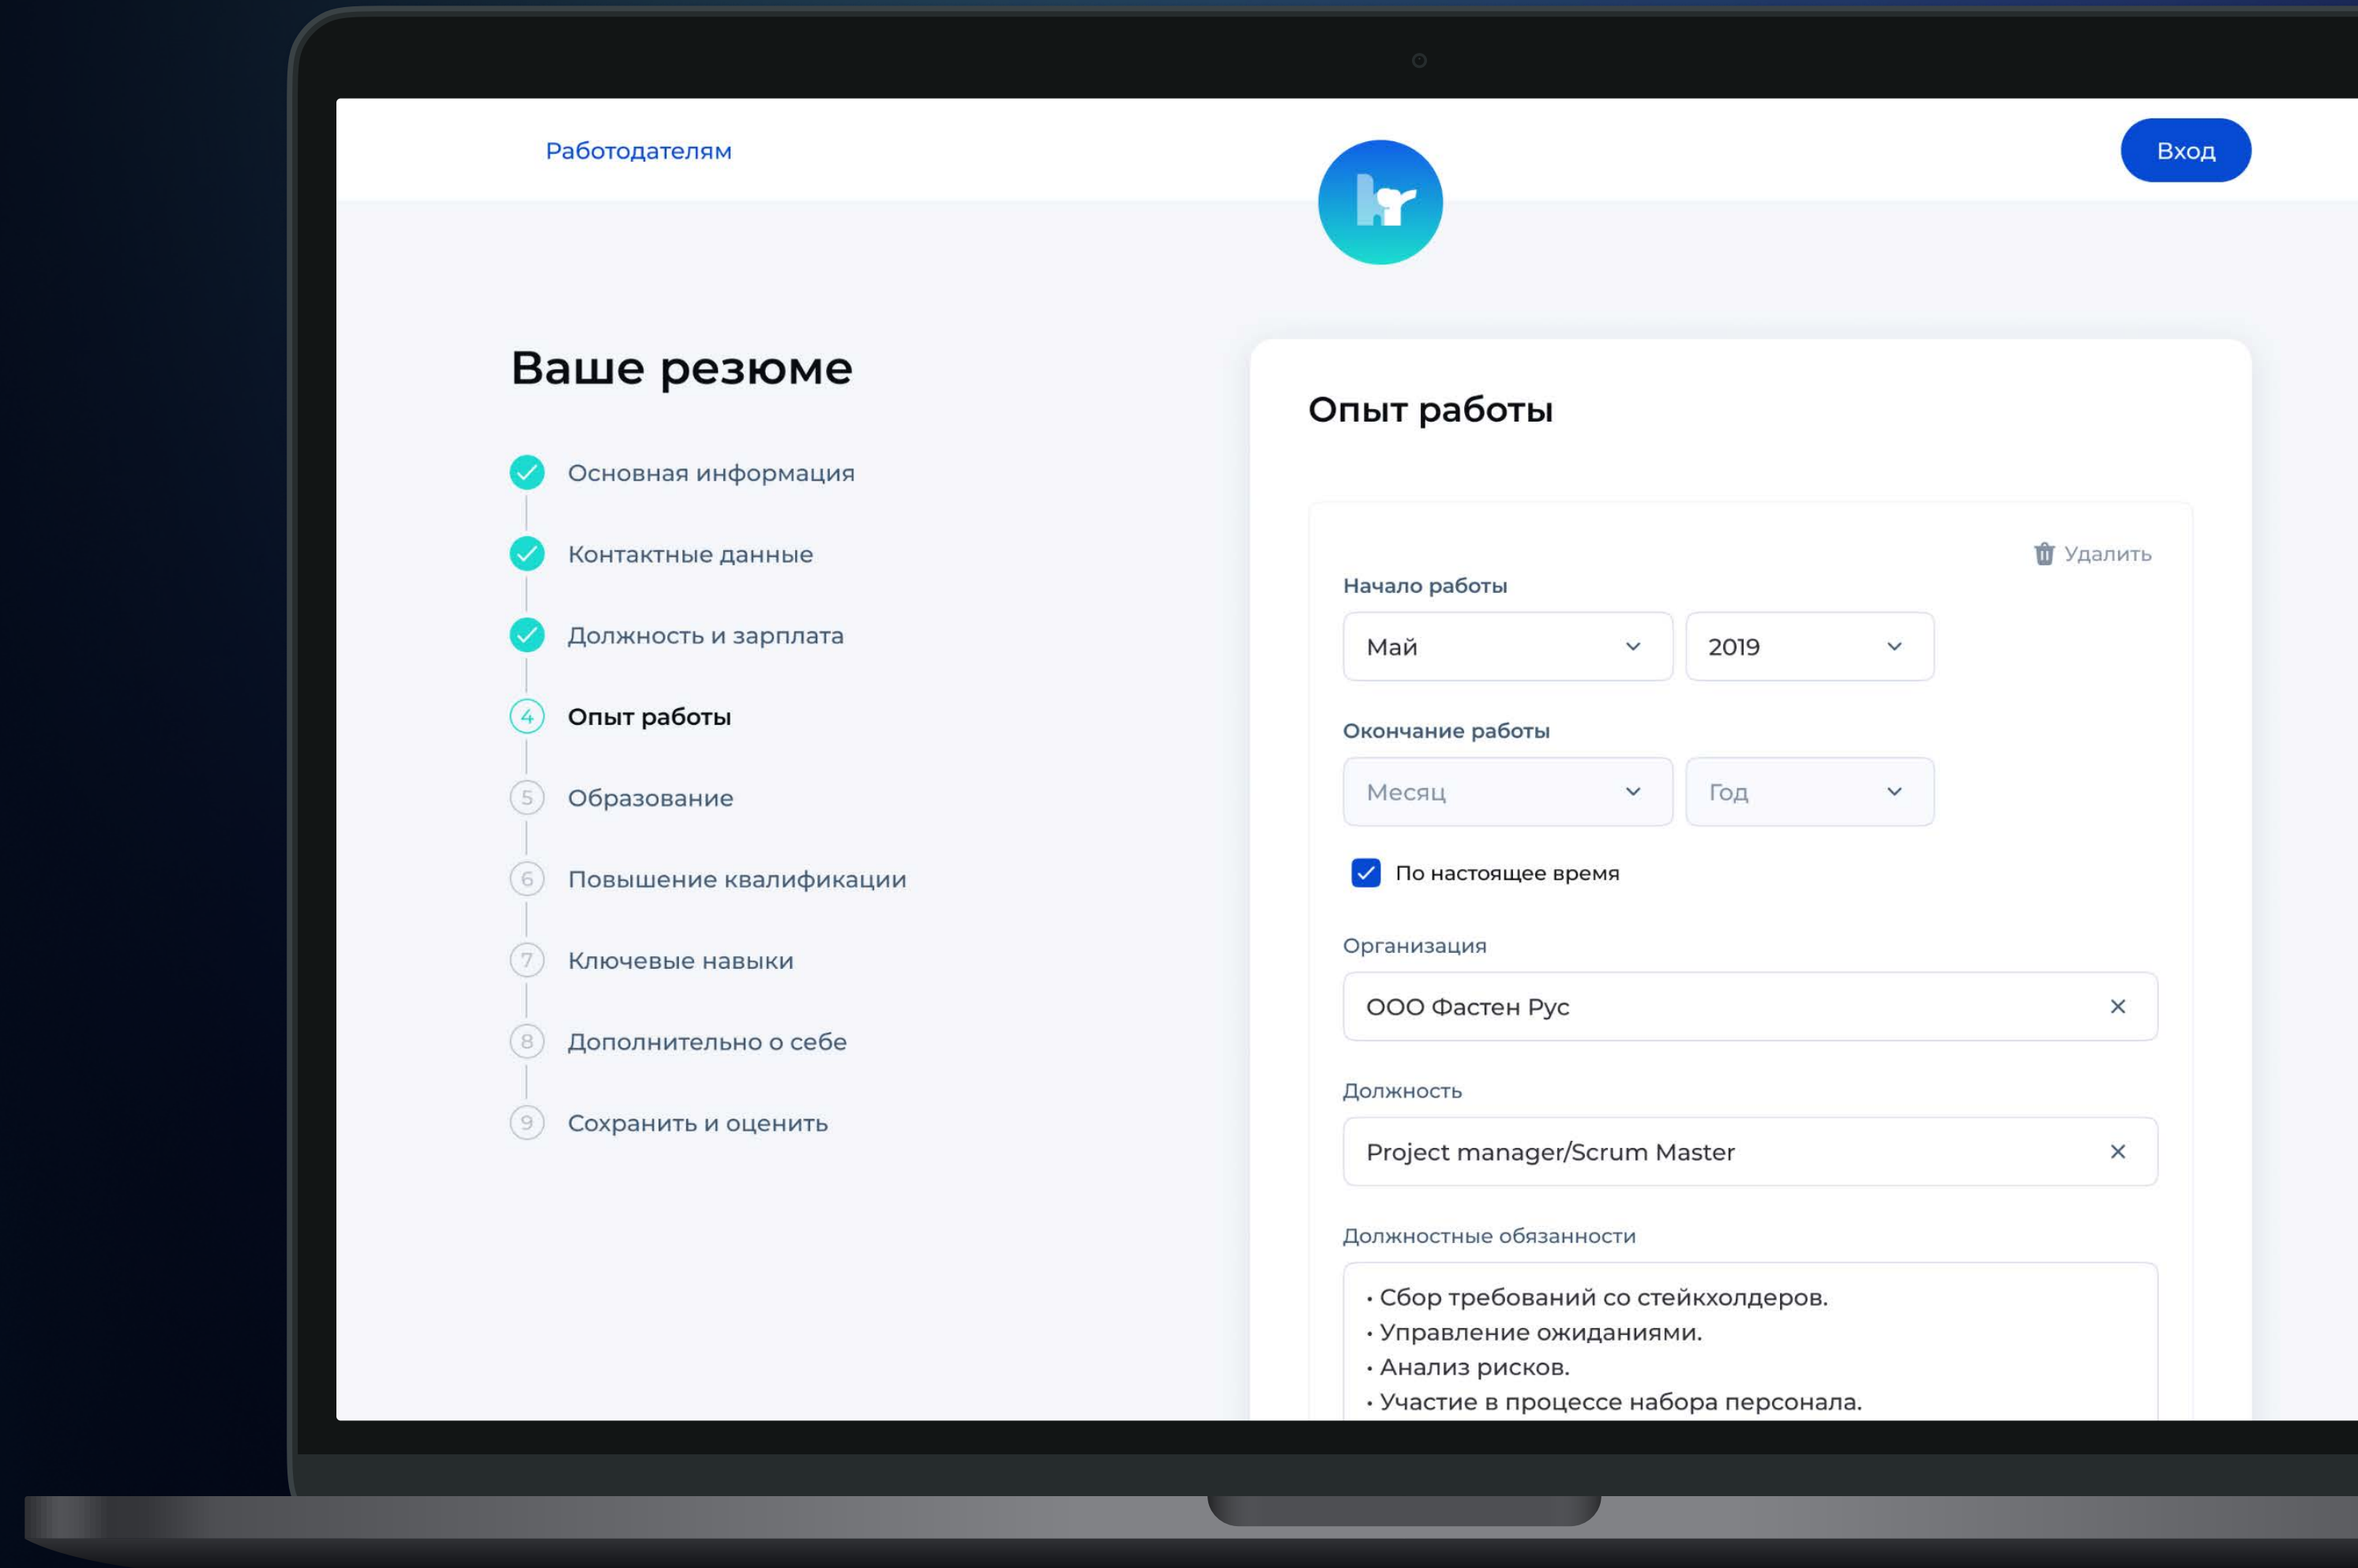 Работодателям
hr
Вход
Ваше резюме
Основная информация
Контактные данные
Должность и зарплата
4 Опыт работы
5 Образование
6 Повышение квалификации
7 Ключевые навыки
8 Дополнительно о себе
9 Сохранить и оценить
Опыт работы
Удалить
Начало работы
Май 2019
Окончание работы
Месяц Год
По настоящее время
Организация
ООО Фастен Рус
Должность
Project manager/Scrum Master
Должностные обязанности
• Сбор требований со стейкхолдеров.
• Управление ожиданиями.
• Анализ рисков.
• Участие в процессе набора персонала.